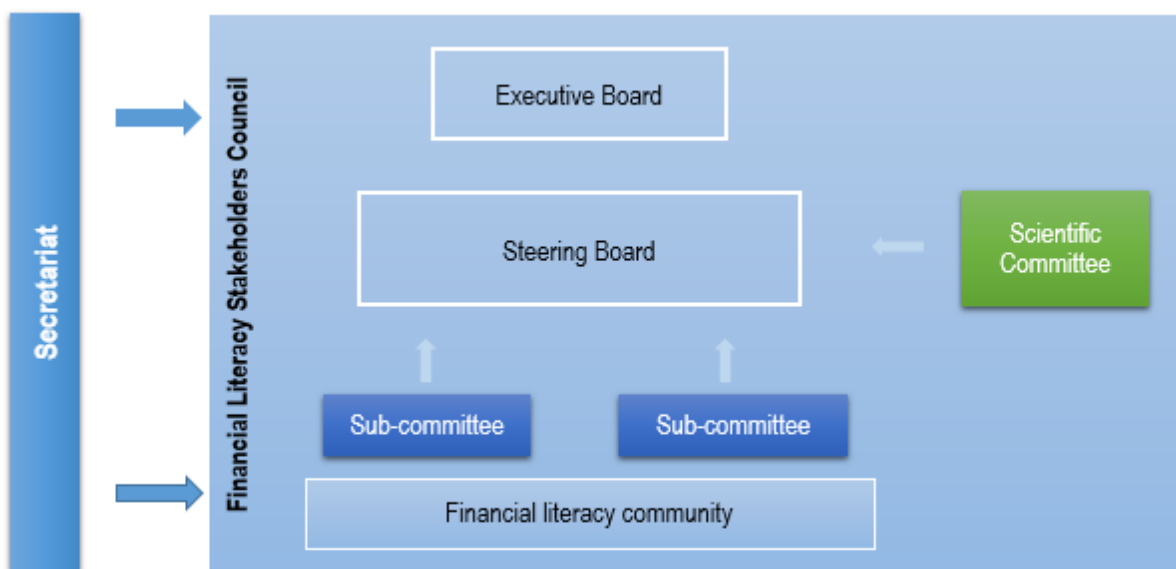 Secretariat
Financial Literacy Stakeholders Council
Executive Board
Steering Board
Scientific
Committee
Sub-committee
Sub-committee
Financial literacy community